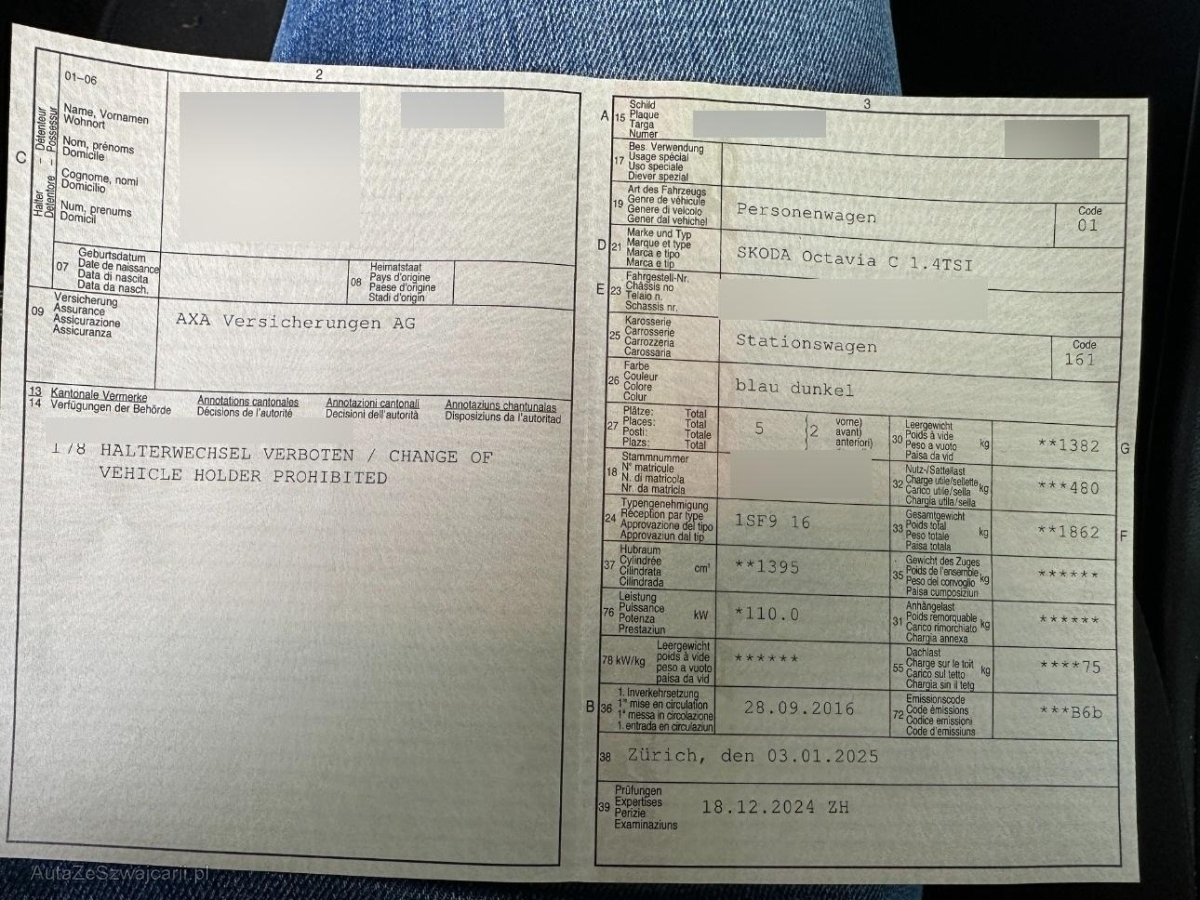 2
01–06
C
Halter – Détenteur
Detentore – Possessur
Name, Vornamen
Wohnort
Nom, prénoms
Domicile
Cognome, nomi
Domicilio
Num, prenums
Domicil
07
Geburtsdatum
Date de naissance
Data di nascita
Data da nasch.
08
Heimatstaat
Pays d'origine
Paese d'origine
Stadi d'origin
09
Versicherung
Assurance
Assicurazione
Assicuranza
AXA Versicherungen AG
13 Kantonale Vermerke Annotations cantonales Annotazioni cantonali Annotaziuns chantunalas
14 Verfügungen der Behörde Décisions de l'autorité Decisioni dell'autorità Disposiziuns da l'autoritad
178 HALTERWECHSEL VERBOTEN / CHANGE OF
VEHICLE HOLDER PROHIBITED
3
A 15
Schild
Plaque
Targa
Numer
17
Bes. Verwendung
Usage spécial
Uso speciale
Diever spezial
19
Art des Fahrzeugs
Genre de véhicule
Genere di veicolo
Gener dal vehichel
Personenwagen
Code
01
D 21
Marke und Typ
Marque et type
Marca e tipo
Marca e tip
SKODA Octavia C 1.4TSI
E 23
Fahrgestell-Nr.
Châssis no
Telaio n.
Schassis nr.
25
Karosserie
Carrosserie
Carrozzeria
Carossaria
Stationswagen
Code
161
26
Farbe
Couleur
Colore
Colur
blau dunkel
27
Plätze: Total
Places: Total
Posti: Totale
Plazs: Total
5
2
vorne)
avant)
anteriori)
30
Leergewicht
Poids à vide
Peso a vuoto
Paisa da vid
kg
**1382
G
18
Stammnummer
N° matricule
N. di matricola
Nr. da matricla
32
Nutz-/Sattellast
Charge utile/sellette
Carico utile/sella
Chargia utila/sella
kg
***480
24
Typengenehmigung
Réception par type
Approvazione del tipo
Approvaziun dal tip
1SF9 16
33
Gesamtgewicht
Poids total
Peso totale
Paisa totala
kg
**1862
F
37
Hubraum
Cylindrée
Cilindrata
Cilindrada
cm³
**1395
35
Gewicht des Zuges
Poids de l'ensemble
Peso del convoglio
Paisa cumposiziun
kg
******
76
Leistung
Puissance
Potenza
Prestaziun
kW
*110.0
31
Anhängelast
Poids remorquable
Carico rimorchiato
Chargia annexa
kg
******
78 kW/kg
Leergewicht
poids à vide
peso a vuoto
paisa da vid
******
55
Dachlast
Charge sur le toit
Carico sul tetto
Chargia sin il tetg
kg
****75
B 36
1. Inverkehrsetzung
1re mise en circulation
1a messa in circolazione
1. entrada en circulaziun
28.09.2016
72
Emissionscode
Code émissions
Codice emissioni
Code d'emissiuns
***B6b
38 Zürich, den 03.01.2025
39
Prüfungen
Expertises
Perizie
Examinaziuns
18.12.2024 ZH
AutaZeSzwajcarii.pl